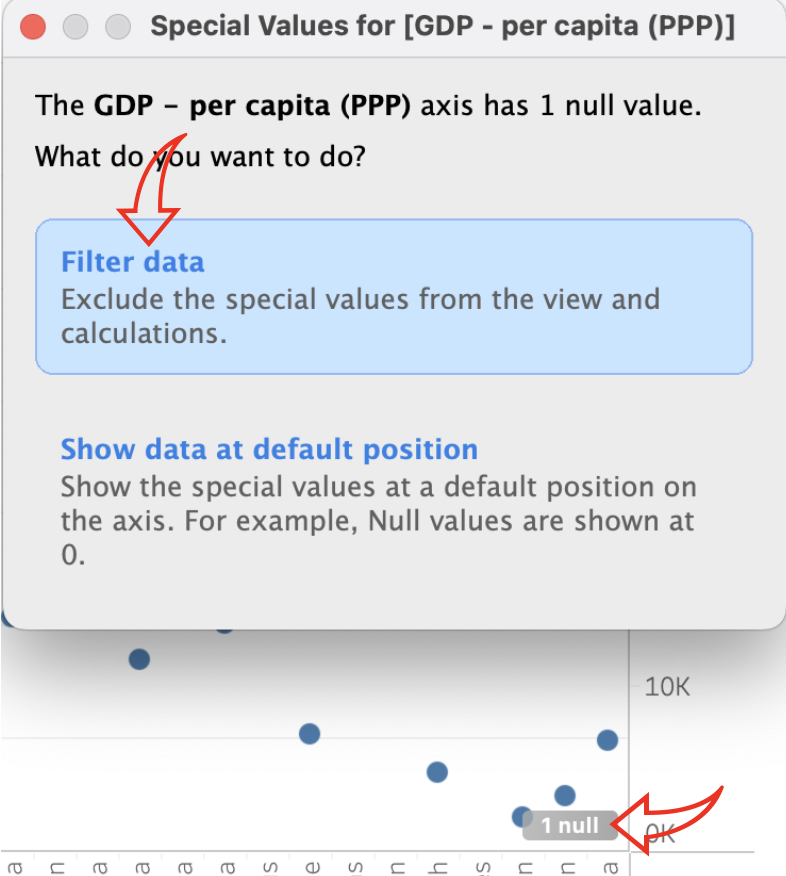 Special Values for [GDP - per capita (PPP)]
The GDP – per capita (PPP) axis has 1 null value.
What do you want to do?
Filter data
Exclude the special values from the view and
calculations.
Show data at default position
Show the special values at a default position on
the axis. For example, Null values are shown at
0.
10K
1 null
0K
a
n
a
a
a
a
s
e
s
n
h
s
n
n
a